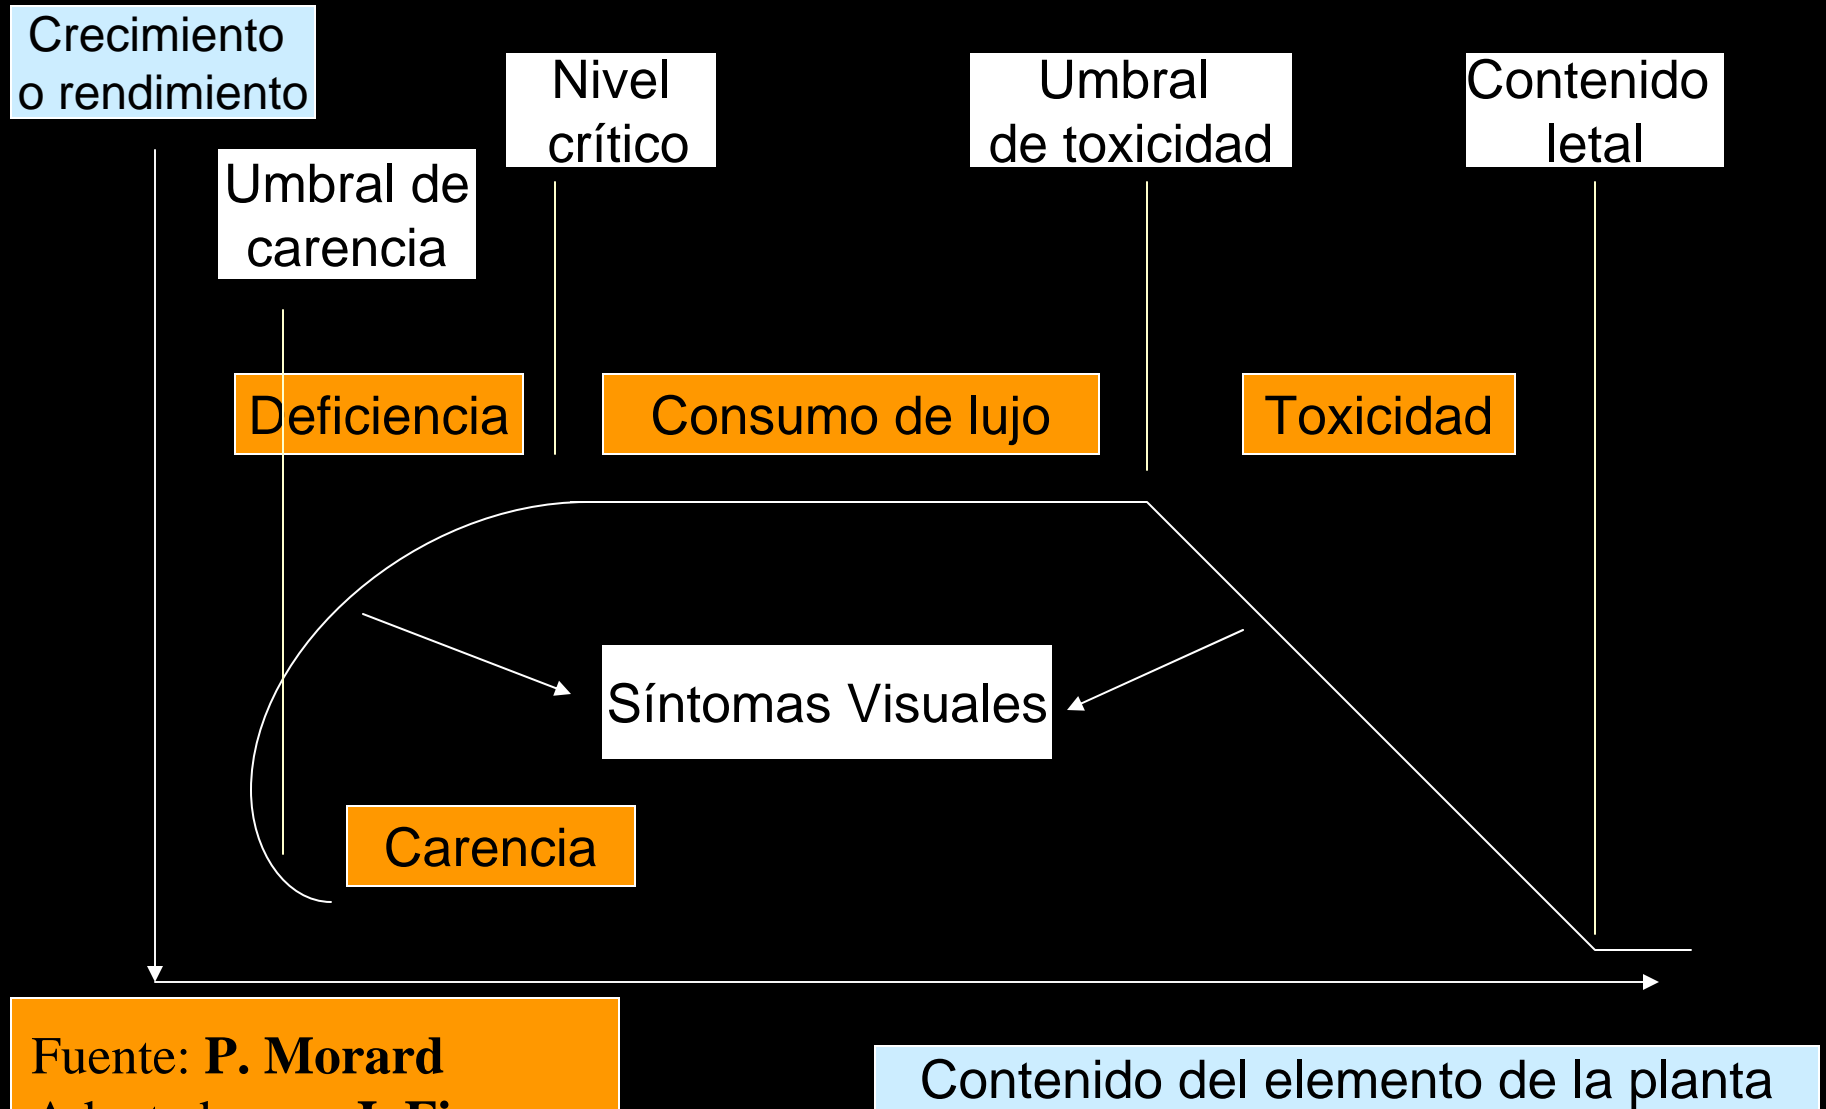 Crecimiento
o rendimiento
Nivel
crítico
Umbral
de toxicidad
Contenido
letal
Umbral de
carencia
Deficiencia
Consumo de lujo
Toxicidad
Síntomas Visuales
Carencia
Fuente: P. Morard
Contenido del elemento de la planta